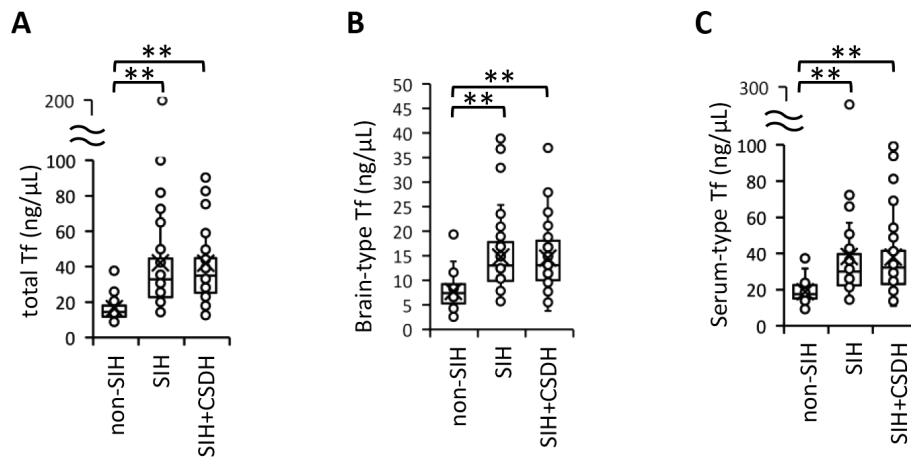 A
**
**
200
100
80
60
40
20
0
total Tf (ng/μL)
non-SIH
SIH
SIH+CSDH
B
**
**
50
45
40
35
30
25
20
15
10
5
0
Brain-type Tf (ng/μL)
non-SIH
SIH
SIH+CSDH
C
**
**
300
100
80
60
40
20
0
Serum-type Tf (ng/μL)
non-SIH
SIH
SIH+CSDH